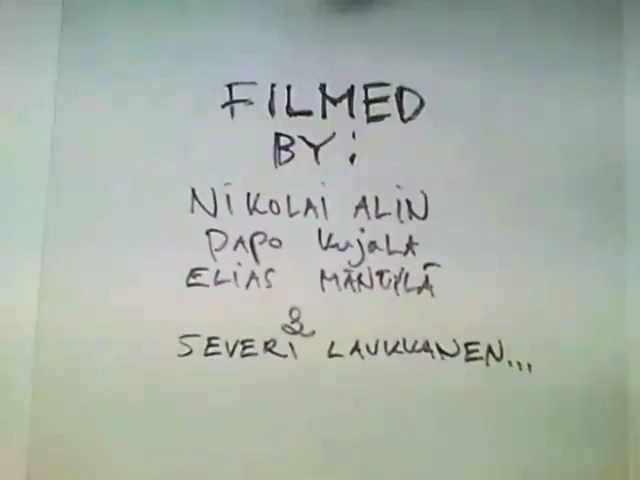 FILMED
BY:
NiKOLAi ALiN
PAPO KujaLA
ELiAS MÄNTYLÄ
&
SEVERi LAUKKANEN...